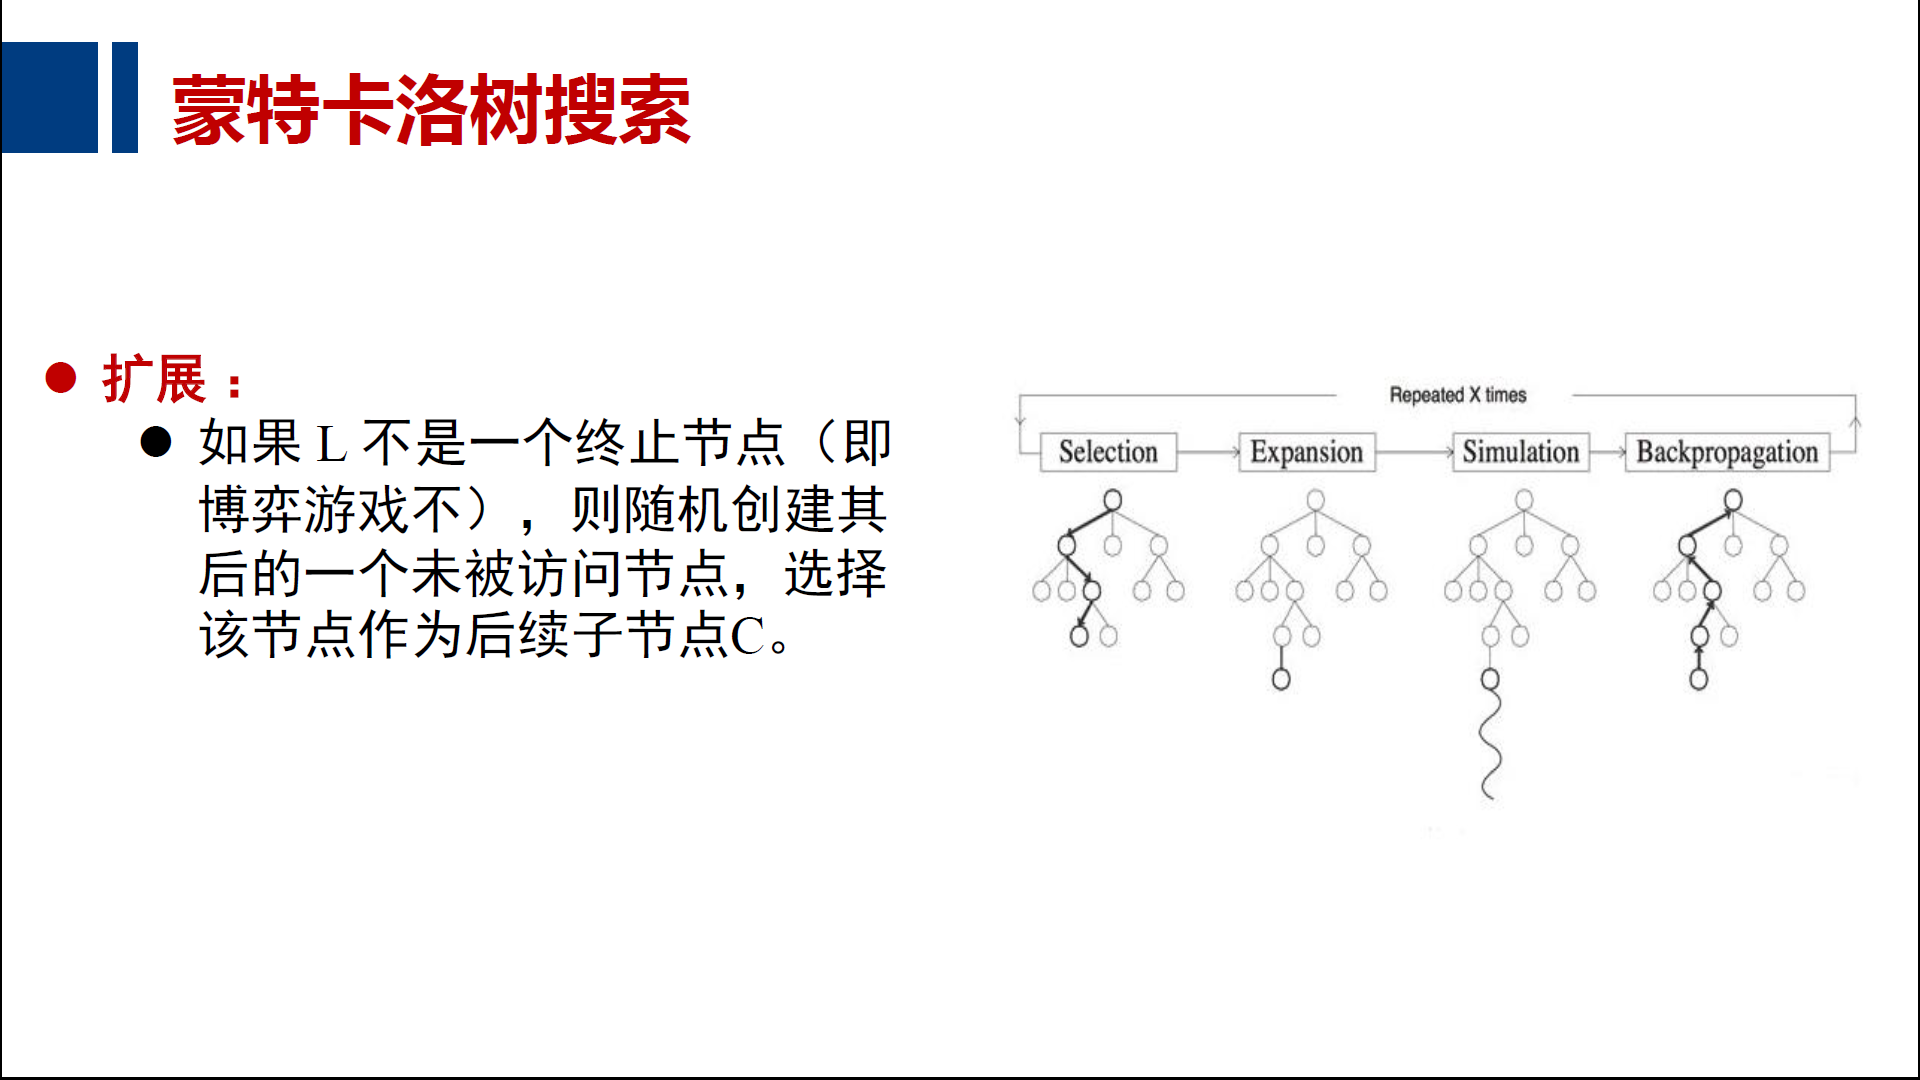 蒙特卡洛树搜索
扩展：
如果 L 不是一个终止节点（即
博弈游戏不），则随机创建其
后的一个未被访问节点，选择
该节点作为后续子节点C。
Repeated X times
Selection
Expansion
Simulation
Backpropagation